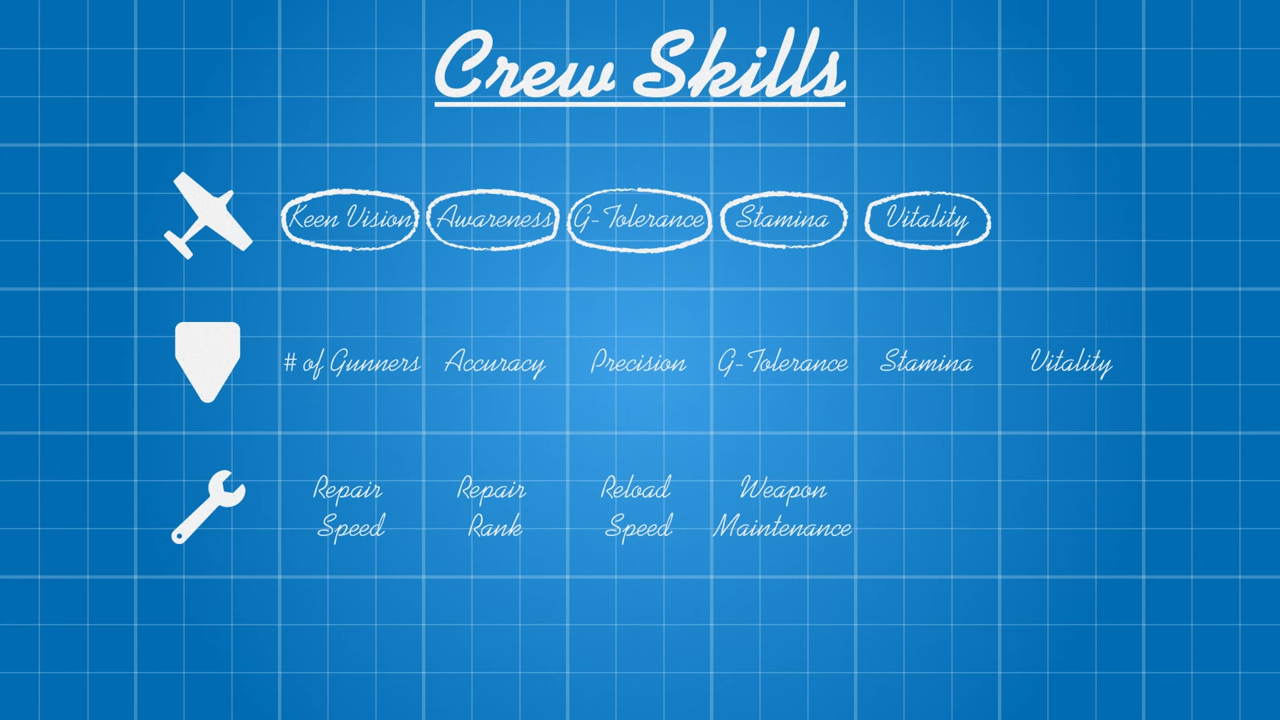 Crew Skills
Keen Vision Awareness G-Tolerance Stamina Vitality
# of Gunners Accuracy Precision G-Tolerance Stamina Vitality
Repair Speed
Repair Rank
Reload Speed
Weapon Maintenance